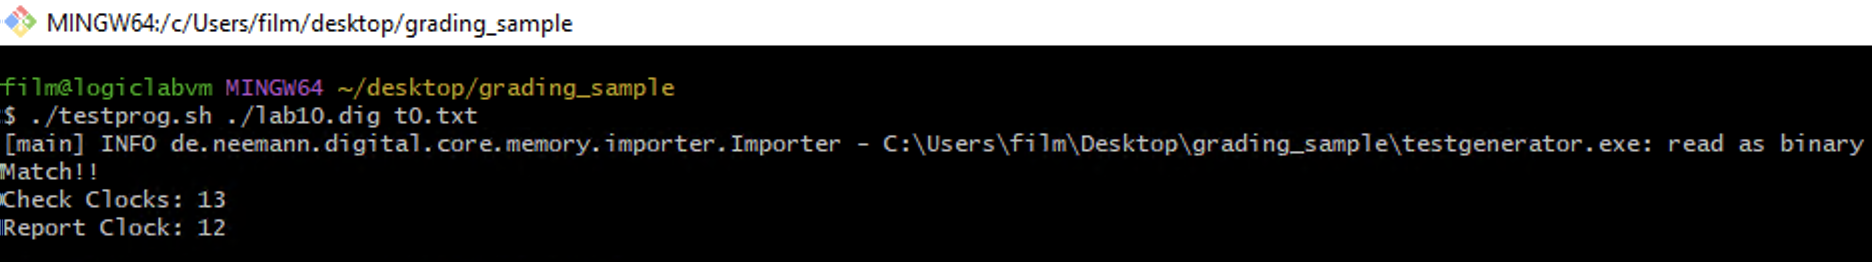 MINGW64:/c/Users/film/desktop/grading_sample
film@logiclabvm MINGW64 ~/desktop/grading_sample
$ ./testprog.sh ./lab10.dig t0.txt
[main] INFO de.neemann.digital.core.memory.importer.Importer - C:\Users\film\Desktop\grading_sample\testgenerator.exe: read as binary
Match!!
Check Clocks: 13
Report Clock: 12